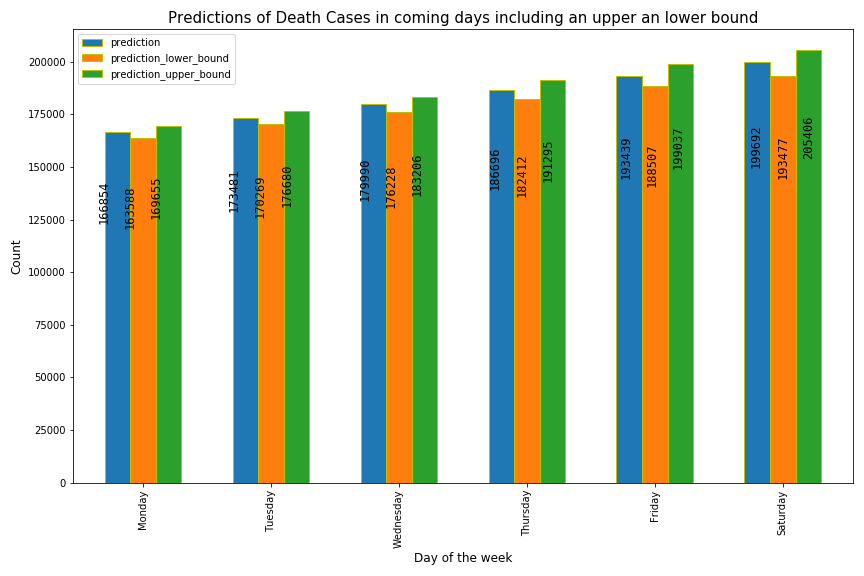 Predictions of Death Cases in coming days including an upper an lower bound
prediction
prediction_lower_bound
prediction_upper_bound
Count
200000
175000
150000
125000
100000
75000
50000
25000
0
166854
163588
169655
173481
170269
176680
179990
176228
183206
186696
182412
191295
193439
188507
199037
199692
193477
205406
Monday
Tuesday
Wednesday
Thursday
Friday
Saturday
Day of the week